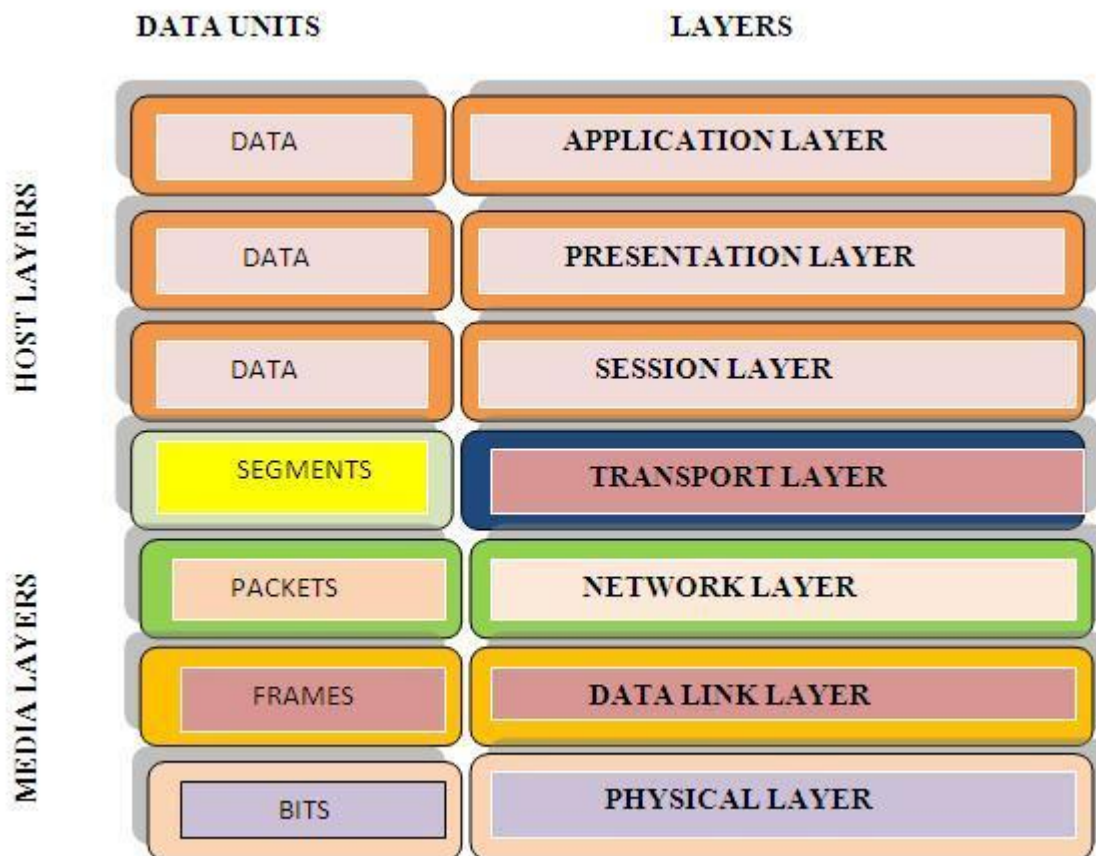 DATA UNITS LAYERS
HOST LAYERS
DATA APPLICATION LAYER
DATA PRESENTATION LAYER
DATA SESSION LAYER
SEGMENTS TRANSPORT LAYER
MEDIA LAYERS
PACKETS NETWORK LAYER
FRAMES DATA LINK LAYER
BITS PHYSICAL LAYER